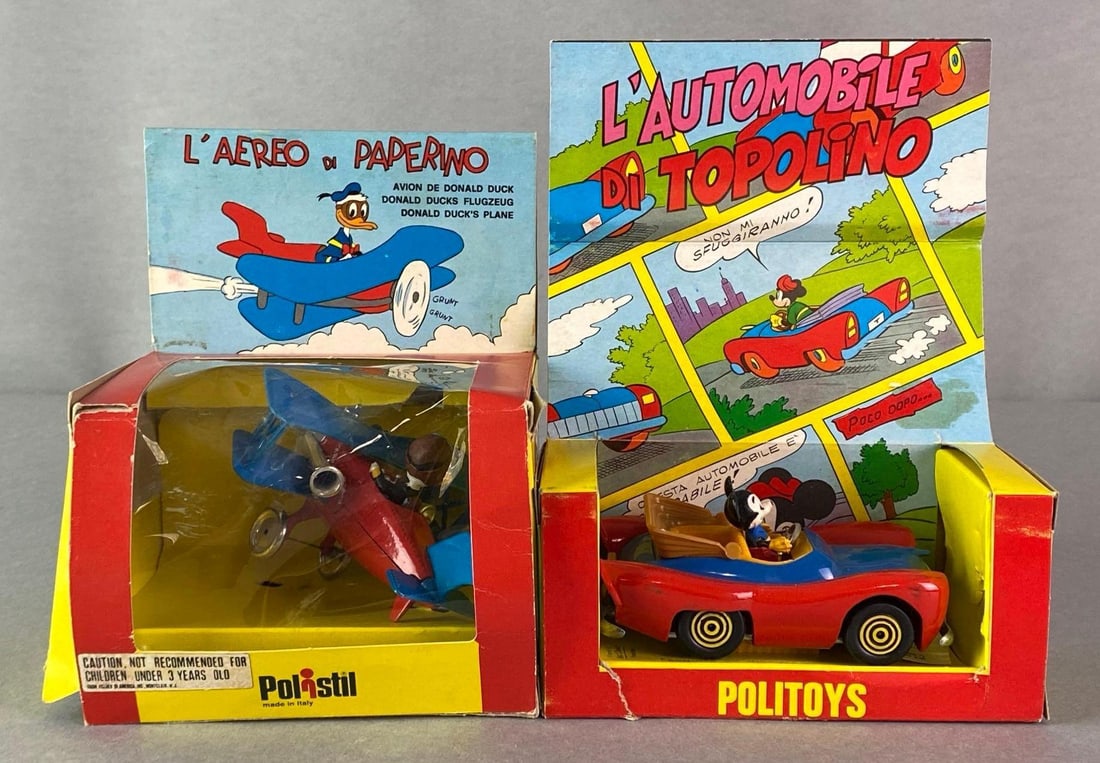 L'AEREO DI PAPERINO
AVION DE DONALD DUCK
DONALD DUCKS FLUGZEUG
DONALD DUCK'S PLANE
GRUNT
GRUNT
CAUTION, NOT RECOMMENDED FOR
CHILDREN UNDER 3 YEARS OLD
Polistil
made in Italy
L'AUTOMOBILE
DI TOPOLINO
NON MI
SFUGGIRANNO!
POCO DOPO...
AUTOMOBILE È
POLITOYS